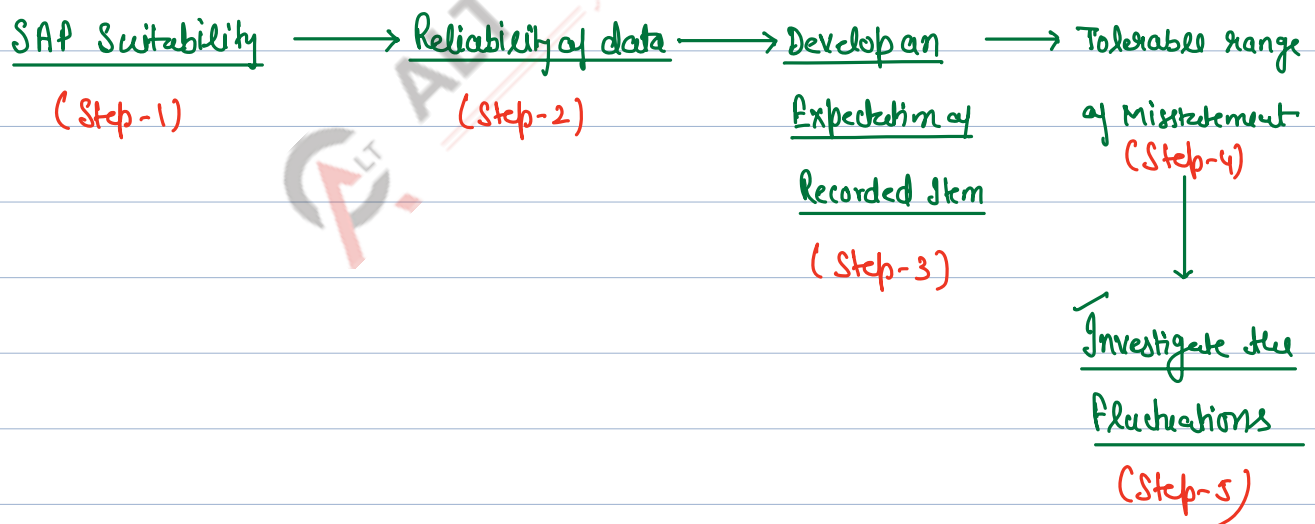 SAP Suitability → Reliability of data → Develop an → Tolerable range
(Step-1) (Step-2) Expectation of of Misstatement
(Step-4)
Recorded Item
(Step-3)
Investigate the
Fluctuations
(Step-5)
ALT